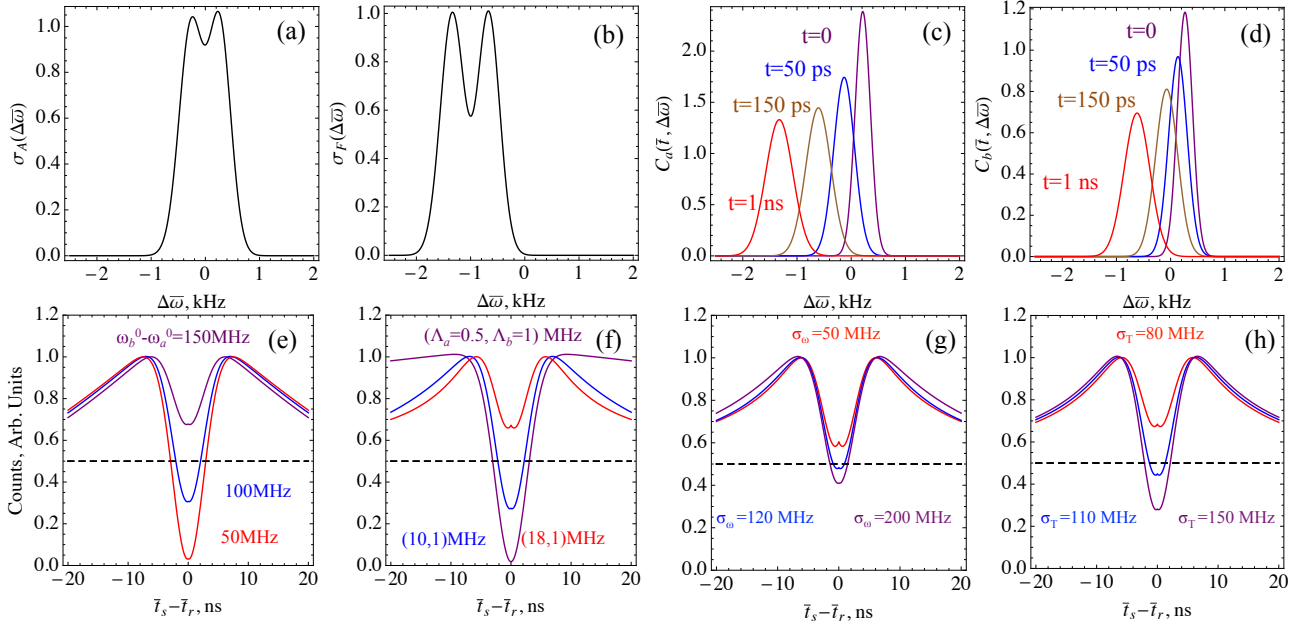 (a)
σ_A(Δω̅)
1.0
0.8
0.6
0.4
0.2
0.0
−2 −1 0 1 2
Δω̅, kHz
(b)
σ_F(Δω̅)
1.0
0.8
0.6
0.4
0.2
0.0
−2 −1 0 1 2
Δω̅, kHz
(c)
C_a(t̅, Δω̅)
2.0
1.5
1.0
0.5
0.0
t=0
t=50 ps
t=150 ps
t=1 ns
−2 −1 0 1 2
Δω̅, kHz
(d)
C_b(t̅, Δω̅)
1.2
1.0
0.8
0.6
0.4
0.2
0.0
t=0
t=50 ps
t=150 ps
t=1 ns
−2 −1 0 1 2
Δω̅, kHz
(e)
Counts, Arb. Units
1.2
1.0
0.8
0.6
0.4
0.2
0.0
ω_b^0-ω_a^0=150MHz
100MHz
50MHz
−20 −10 0 10 20
t̅_s−t̅_r, ns
(f)
1.2
1.0
0.8
0.6
0.4
0.2
0.0
(Λ_a=0.5, Λ_b=1) MHz
(10,1)MHz
(18,1)MHz
−20 −10 0 10 20
t̅_s−t̅_r, ns
(g)
1.2
1.0
0.8
0.6
0.4
0.2
0.0
σ_ω=50 MHz
σ_ω=120 MHz
σ_ω=200 MHz
−20 −10 0 10 20
t̅_s−t̅_r, ns
(h)
1.2
1.0
0.8
0.6
0.4
0.2
0.0
σ_T=80 MHz
σ_T=110 MHz
σ_T=150 MHz
−20 −10 0 10 20
t̅_s−t̅_r, ns